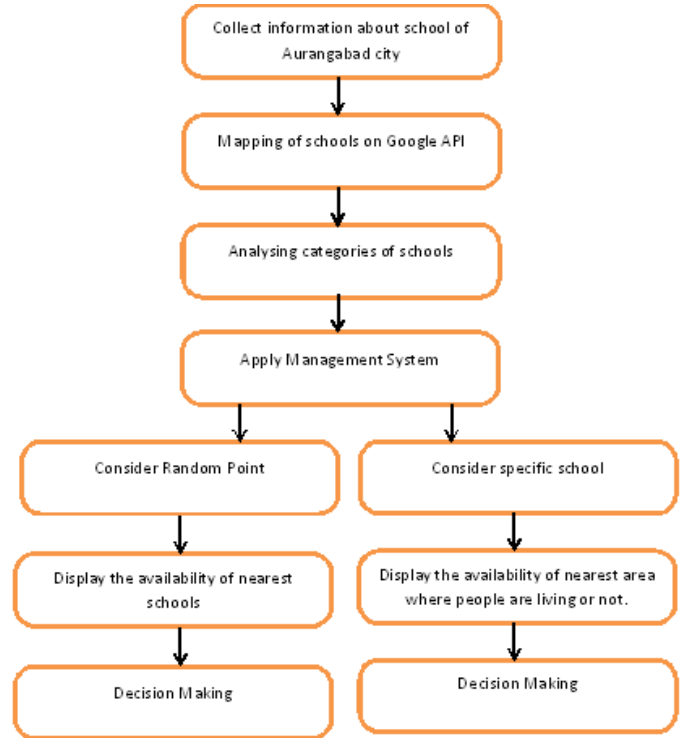 Collect information about school of
Aurangabad city
Mapping of schools on Google API
Analysing categories of schools
Apply Management System
Consider Random Point
Consider specific school
Display the availability of nearest
schools
Display the availability of nearest area
where people are living or not.
Decision Making
Decision Making